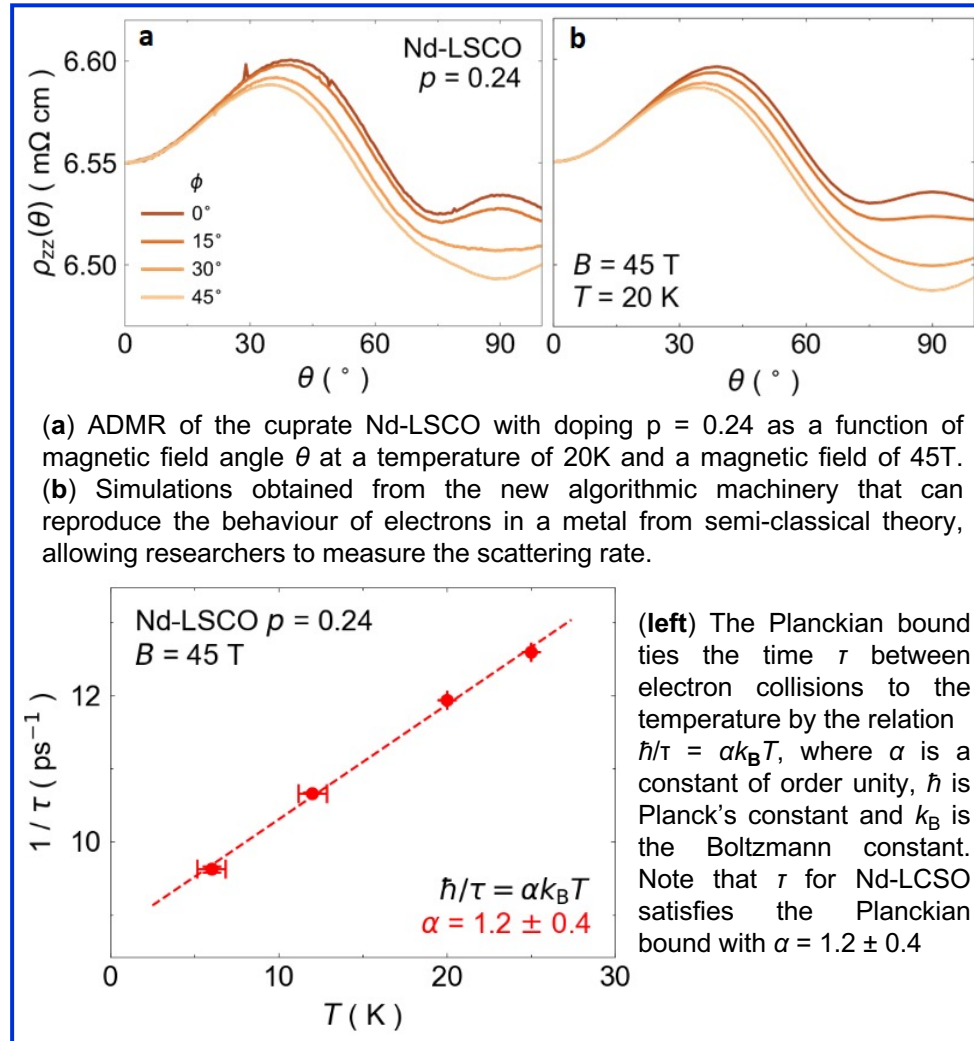 a
Nd-LSCO
p = 0.24
b
6.60
6.55
6.50
ρzz(θ) ( mΩ cm )
ϕ
0°
15°
30°
45°
B = 45 T
T = 20 K
0 30 60 90
0 30 60 90
θ ( ° )
θ ( ° )
(a) ADMR of the cuprate Nd-LSCO with doping p = 0.24 as a function of
magnetic field angle θ at a temperature of 20K and a magnetic field of 45T.
(b) Simulations obtained from the new algorithmic machinery that can
reproduce the behaviour of electrons in a metal from semi-classical theory,
allowing researchers to measure the scattering rate.
Nd-LSCO p = 0.24
B = 45 T
12
10
1 / τ ( ps⁻¹ )
ħ/τ = αkBT
α = 1.2 ± 0.4
0 10 20 30
T ( K )
(left) The Planckian bound
ties the time τ between
electron collisions to the
temperature by the relation
ħ/τ = αkBT, where α is a
constant of order unity, ħ is
Planck's constant and kB is
the Boltzmann constant.
Note that τ for Nd-LCSO
satisfies the Planckian
bound with α = 1.2 ± 0.4